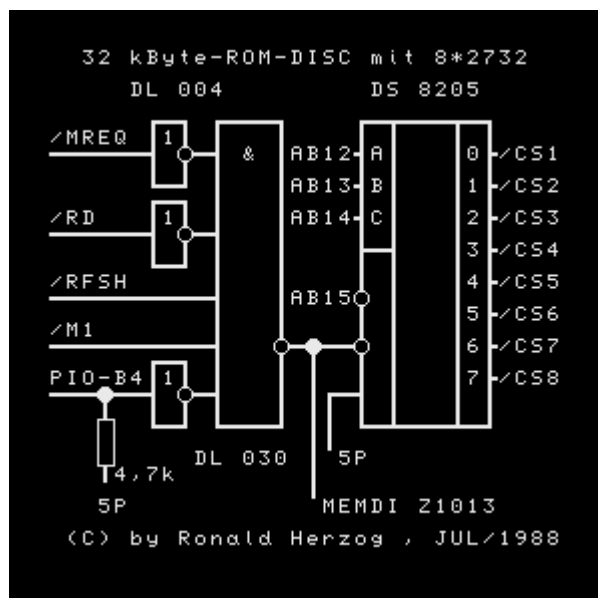 32 kByte-ROM-DISC mit 8*2732
DL 004 DS 8205
/MREQ 1 & AB12 A 0 /CS1
AB13 B 1 /CS2
/RD 1 AB14 C 2 /CS3
3 /CS4
/RFSH AB15 4 /CS5
5 /CS6
/M1 6 /CS7
PIO-B4 1 7 /CS8
DL 030 5P
4,7k
5P MEMDI Z1013
(C) by Ronald Herzog , JUL/1988